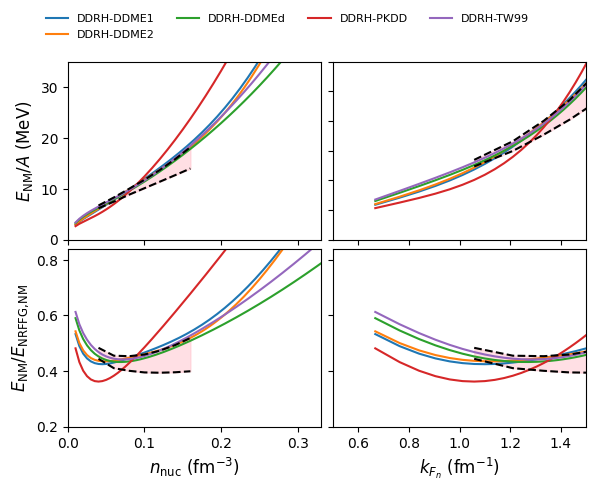 DDRH-DDME1 DDRH-DDMEd DDRH-PKDD DDRH-TW99
DDRH-DDME2
30
20
10
0
E_NM/A (MeV)
0.8
0.6
0.4
0.2
E_NM/E_NRFFG,NM
0.0 0.1 0.2 0.3
0.6 0.8 1.0 1.2 1.4
n_nuc (fm⁻³)
k_{F_n} (fm⁻¹)